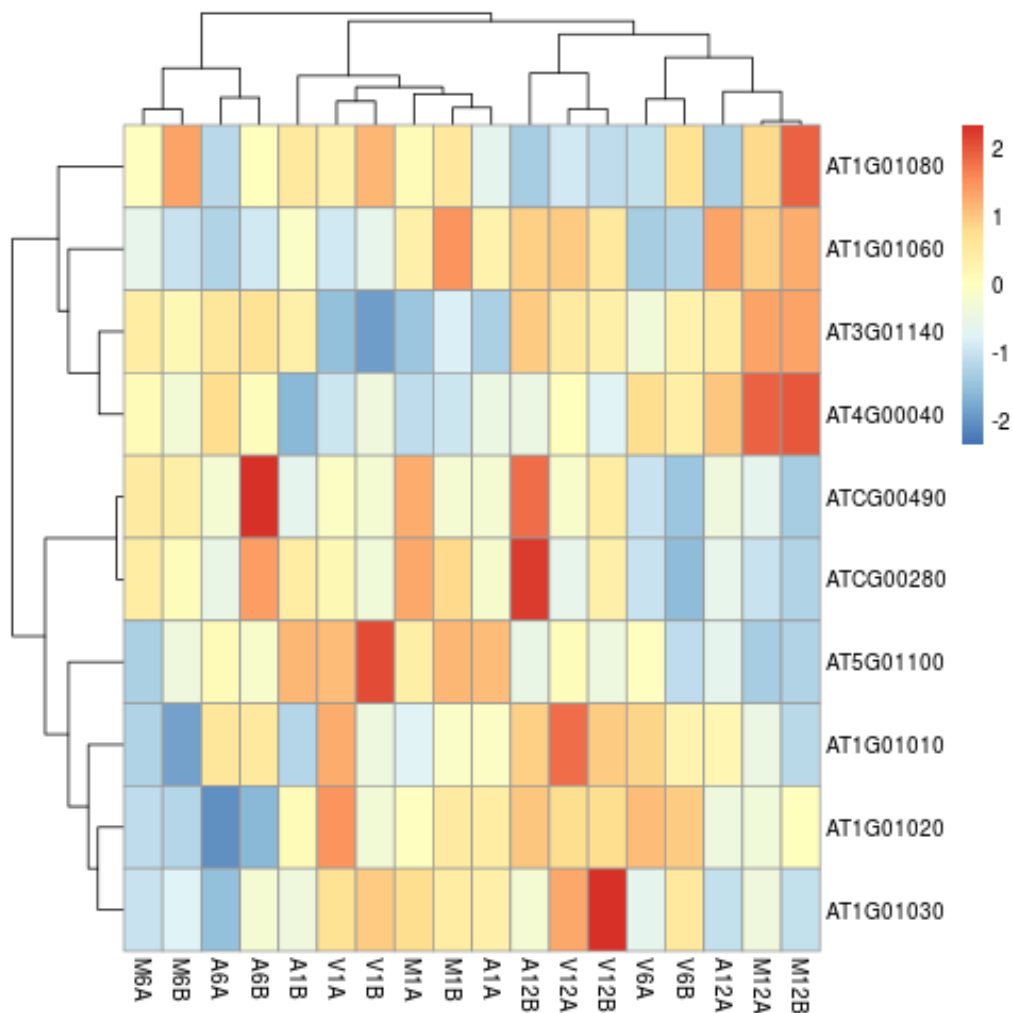 AT1G01080
AT1G01060
AT3G01140
AT4G00040
ATCG00490
ATCG00280
AT5G01100
AT1G01010
AT1G01020
AT1G01030
2
1
0
-1
-2
M6A M6B A6A A6B A1B V1A V1B M1A M1B A1A A12B V12A V12B V6A V6B A12A M12A M12B